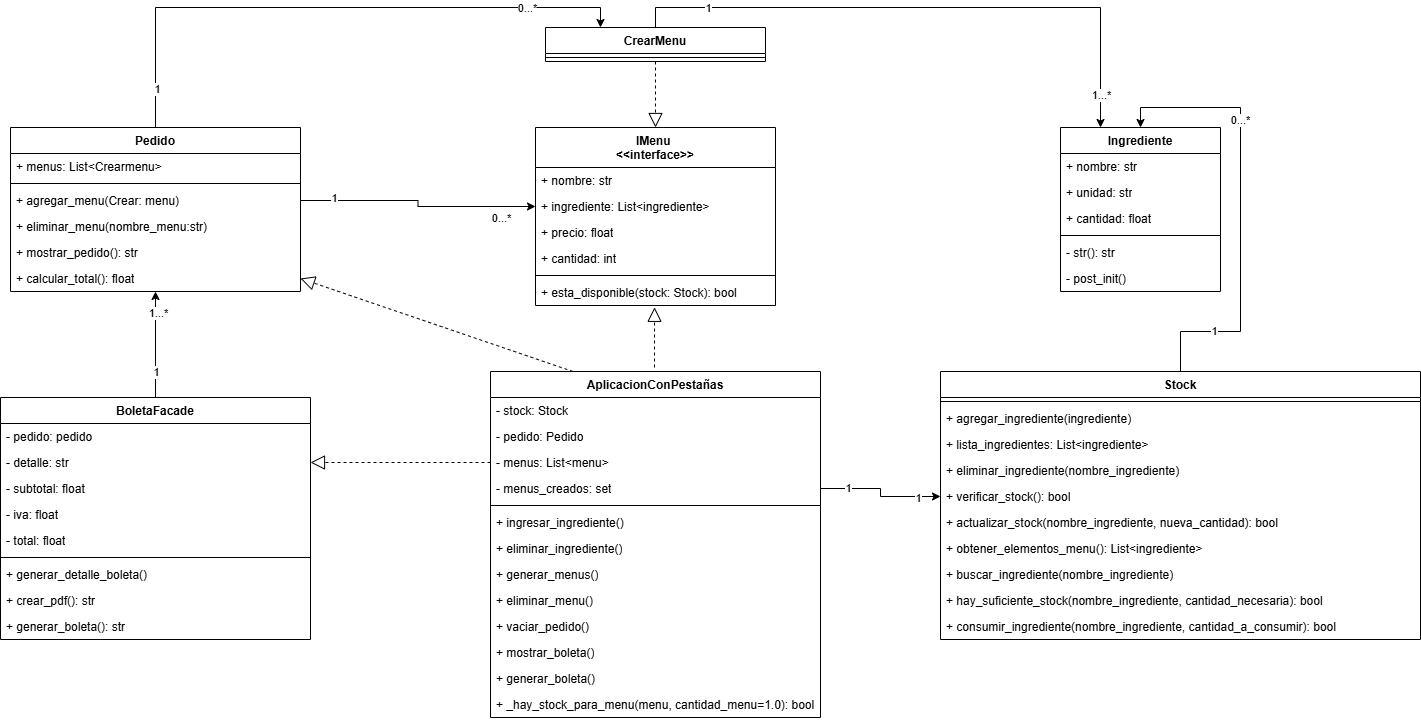 0...*
1
CrearMenu
1
1...*
0...*
Pedido
+ menus: List<Crearmenu>
+ agregar_menu(Crear: menu)
+ eliminar_menu(nombre_menu:str)
+ mostrar_pedido(): str
+ calcular_total(): float
1
0...*
IMenu
<<interface>>
+ nombre: str
+ ingrediente: List<ingrediente>
+ precio: float
+ cantidad: int
+ esta_disponible(stock: Stock): bool
Ingrediente
+ nombre: str
+ unidad: str
+ cantidad: float
- str(): str
- post_init()
1...*
1
1
BoletaFacade
- pedido: pedido
- detalle: str
- subtotal: float
- iva: float
- total: float
+ generar_detalle_boleta()
+ crear_pdf(): str
+ generar_boleta(): str
AplicacionConPestañas
- stock: Stock
- pedido: Pedido
- menus: List<menu>
- menus_creados: set
+ ingresar_ingrediente()
+ eliminar_ingrediente()
+ generar_menus()
+ eliminar_menu()
+ vaciar_pedido()
+ mostrar_boleta()
+ generar_boleta()
+ _hay_stock_para_menu(menu, cantidad_menu=1.0): bool
1
1
Stock
+ agregar_ingrediente(ingrediente)
+ lista_ingredientes: List<ingrediente>
+ eliminar_ingrediente(nombre_ingrediente)
+ verificar_stock(): bool
+ actualizar_stock(nombre_ingrediente, nueva_cantidad): bool
+ obtener_elementos_menu(): List<ingrediente>
+ buscar_ingrediente(nombre_ingrediente)
+ hay_suficiente_stock(nombre_ingrediente, cantidad_necesaria): bool
+ consumir_ingrediente(nombre_ingrediente, cantidad_a_consumir): bool